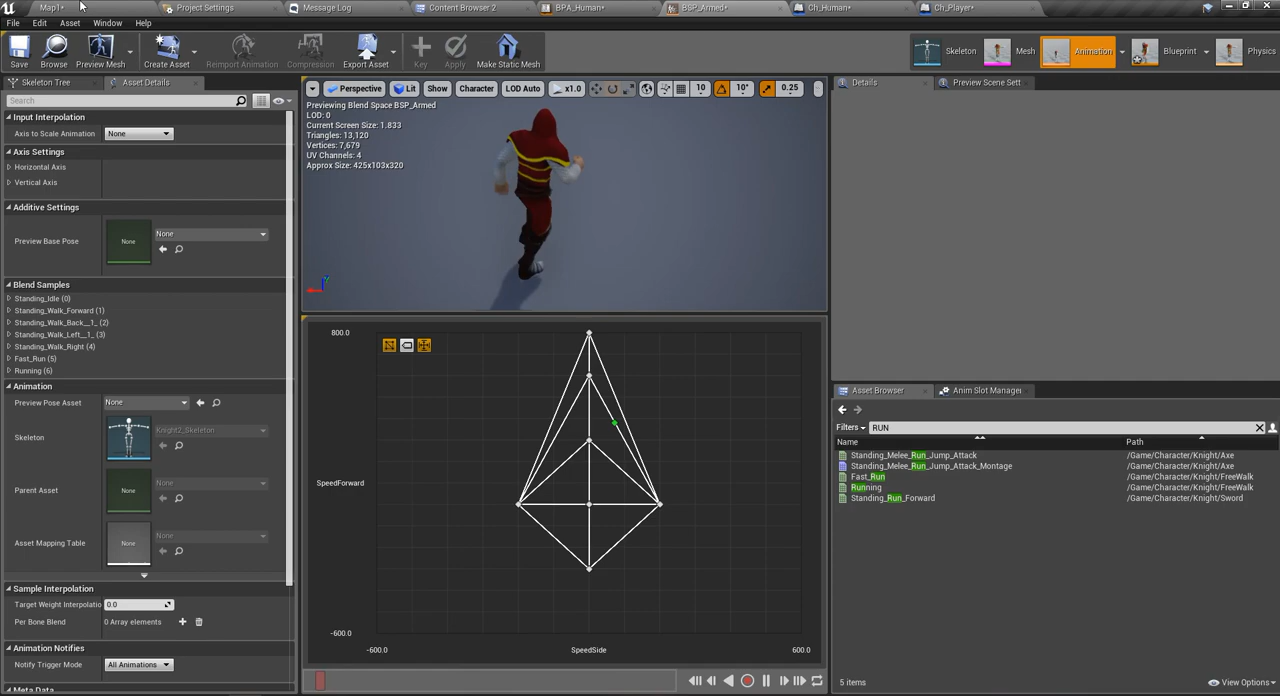 Map1*
Project Settings
Message Log
Content Browser 2
BPA_Human*
BSP_Armed*
Ch_Human*
Ch_Player*
File Edit Asset Window Help
Save
Browse
Preview Mesh
Create Asset
Reimport Animation
Compression
Export Asset
Key
Apply
Make Static Mesh
Skeleton
Mesh
Animation
Blueprint
Physics
Skeleton Tree
Asset Details
Search
Input Interpolation
Axis to Scale Animation None
Axis Settings
Horizontal Axis
Vertical Axis
Additive Settings
Preview Base Pose None None
Blend Samples
Standing_Idle (0)
Standing_Walk_Forward (1)
Standing_Walk_Back__1_ (2)
Standing_Walk_Left__1_ (3)
Standing_Walk_Right (4)
Fast_Run (5)
Running (6)
Animation
Preview Pose Asset None
Skeleton Knight2_Skeleton
Parent Asset None None
Asset Mapping Table None None
Sample Interpolation
Target Weight Interpolatio 0.0
Per Bone Blend 0 Array elements
Animation Notifies
Notify Trigger Mode All Animations
Meta Data
Perspective Lit Show Character LOD Auto x1.0 10 10° 0.25
Previewing Blend Space BSP_Armed
LOD: 0
Current Screen Size: 1.833
Triangles: 13,120
Vertices: 7,679
UV Channels: 4
Approx Size: 425x103x320
800.0
SpeedForward
-600.0
-600.0 SpeedSide 600.0
Details
Preview Scene Sett
Asset Browser
Anim Slot Manager
Filters RUN
Name Path
Standing_Melee_Run_Jump_Attack /Game/Character/Knight/Axe
Standing_Melee_Run_Jump_Attack_Montage /Game/Character/Knight/Axe
Fast_Run /Game/Character/Knight/FreeWalk
Running /Game/Character/Knight/FreeWalk
Standing_Run_Forward /Game/Character/Knight/Sword
5 items
View Options